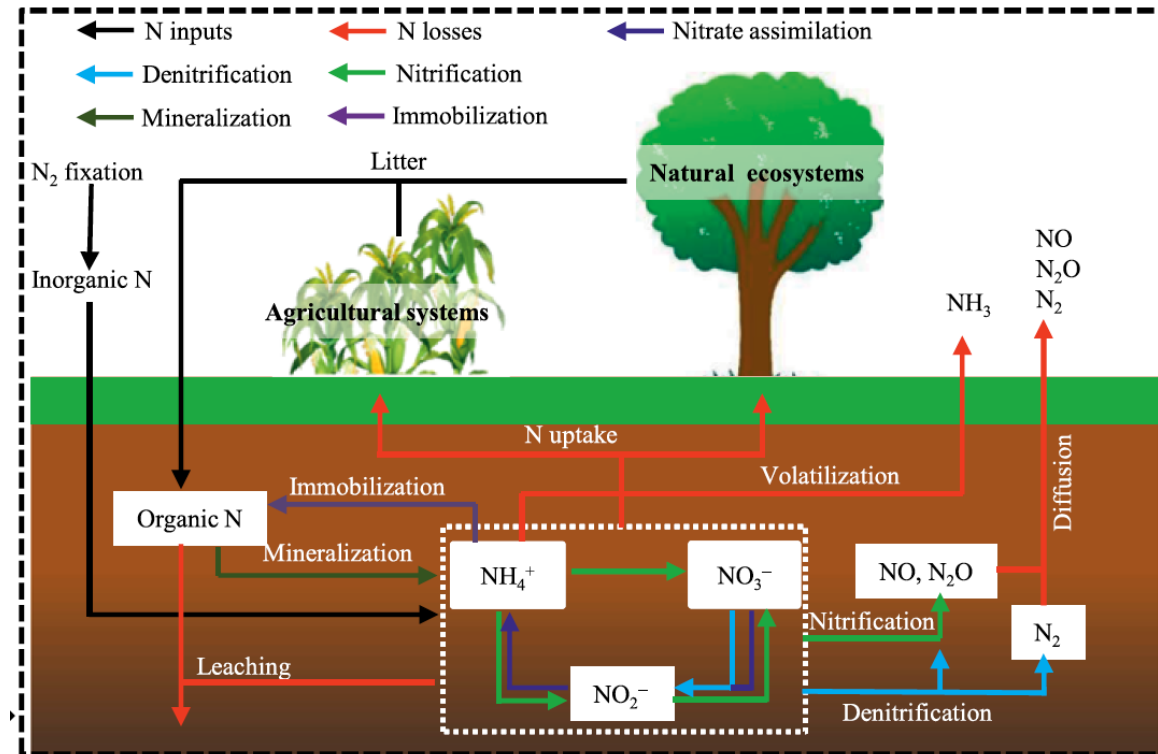 N inputs
N losses
Nitrate assimilation
Denitrification
Nitrification
Mineralization
Immobilization
Litter
N₂ fixation
Natural ecosystems
Inorganic N
Agricultural systems
NH₃
NO
N₂O
N₂
N uptake
Volatilization
Diffusion
Immobilization
Organic N
Mineralization
NH₄⁺
NO₃⁻
NO, N₂O
Nitrification
N₂
Leaching
NO₂⁻
Denitrification